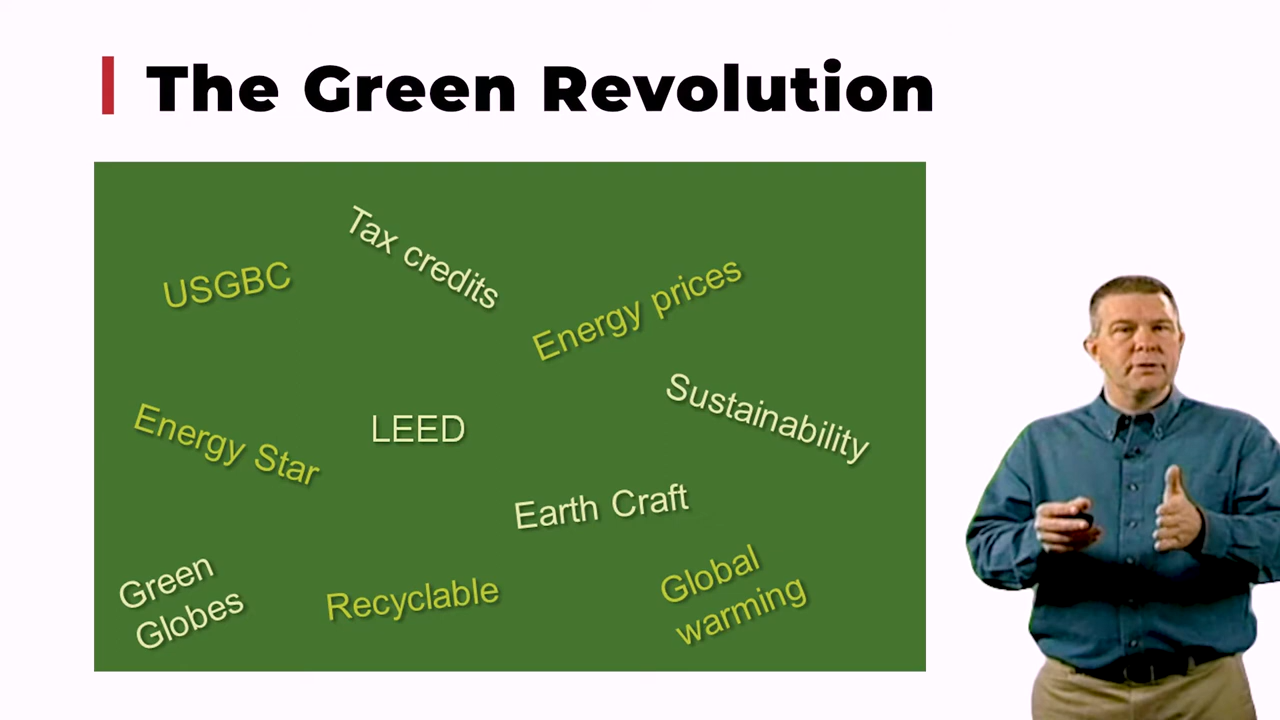 The Green Revolution
Tax credits
USGBC
Energy prices
Sustainability
Energy Star
LEED
Earth Craft
Green
Globes
Recyclable
Global
warming